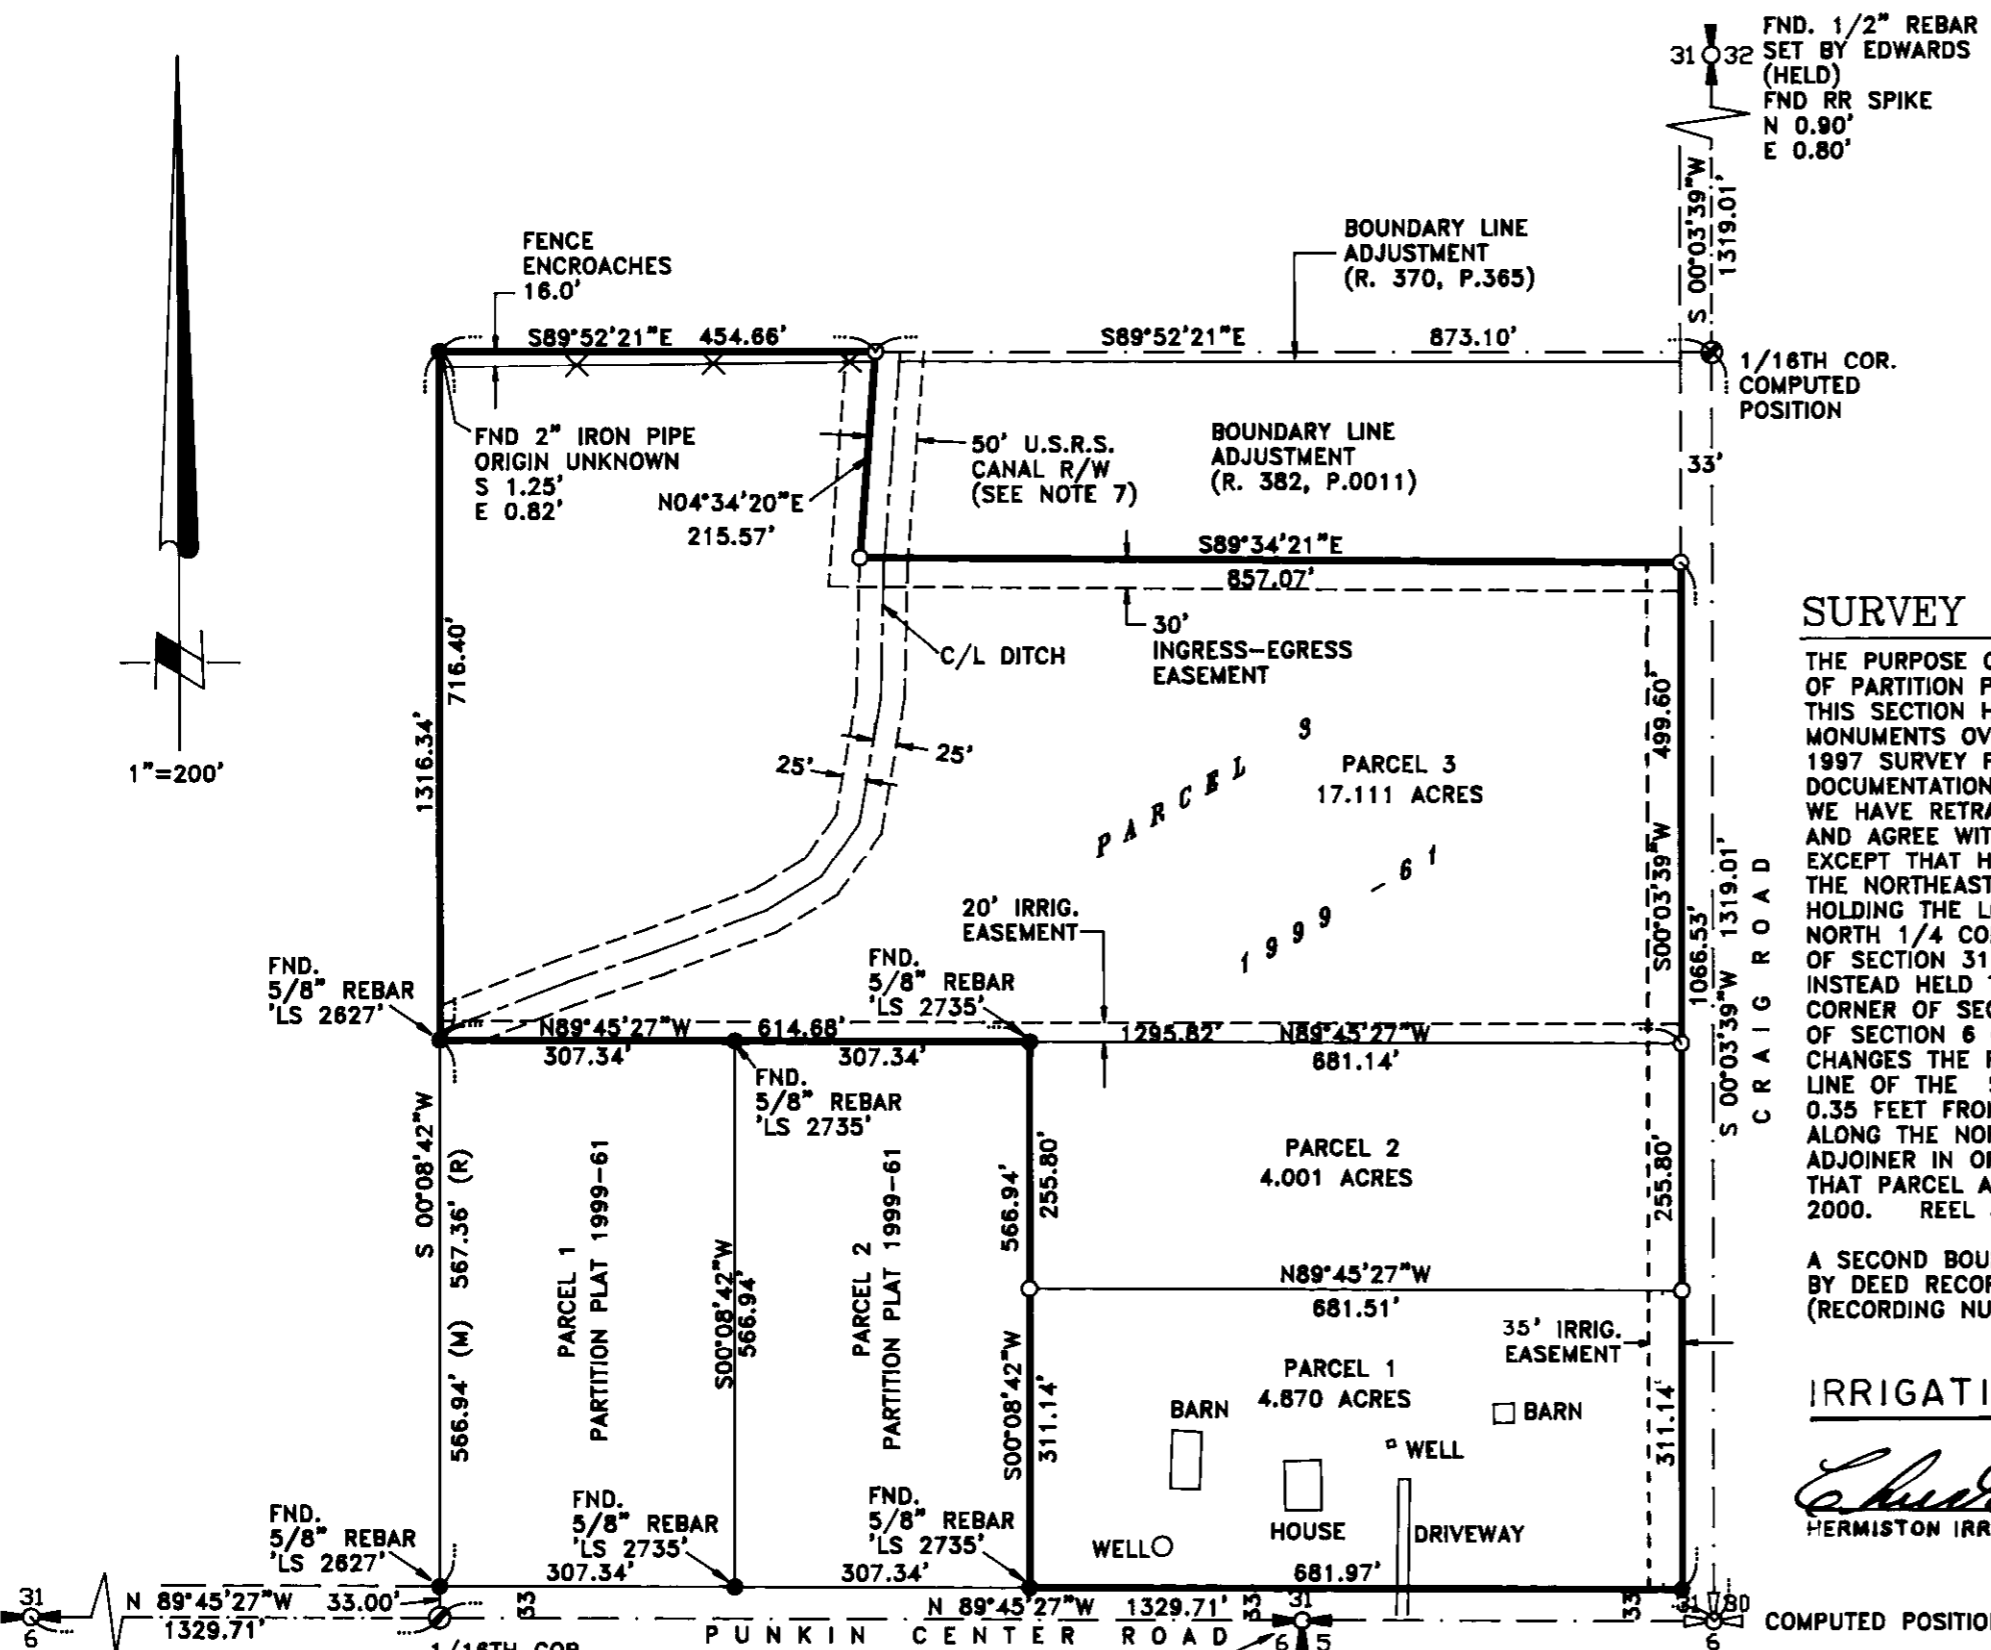 FND. 1/2" REBAR
31 32 SET BY EDWARDS
(HELD)
FND RR SPIKE
N 0.90'
E 0.80'
S 00°03'39"W
1319.01'
BOUNDARY LINE
ADJUSTMENT
(R. 370, P.365)
FENCE
ENCROACHES
16.0'
S89°52'21"E 454.66'
S89°52'21"E 873.10'
1/16TH COR.
COMPUTED
POSITION
FND 2" IRON PIPE
ORIGIN UNKNOWN
S 1.25'
E 0.82'
N04°34'20"E
215.57'
50' U.S.R.S.
CANAL R/W
(SEE NOTE 7)
BOUNDARY LINE
ADJUSTMENT
(R. 382, P.0011)
33'
S89°34'21"E
857.07'
30'
INGRESS-EGRESS
EASEMENT
C/L DITCH
716.40'
1316.34'
1"=200'
25'
25'
PARCEL 3
1999-61
PARCEL 3
17.111 ACRES
499.60'
S00°03'39"W
1066.53'
S 00°03'39"W 1319.01'
CRAIG ROAD
20' IRRIG.
EASEMENT
FND.
5/8" REBAR
'LS 2627'
FND.
5/8" REBAR
'LS 2735'
N89°45'27"W 614.68'
307.34' 307.34'
1295.82' N89°45'27"W
681.14'
FND.
5/8" REBAR
'LS 2735'
S 00°08'42"W
566.94' (M) 567.36' (R)
PARCEL 1
PARTITION PLAT 1999-61
S00°08'42"W
566.94'
PARCEL 2
PARTITION PLAT 1999-61
566.94'
255.80'
PARCEL 2
4.001 ACRES
255.80'
N89°45'27"W
681.51'
S00°08'42"W
311.14'
35' IRRIG.
EASEMENT
PARCEL 1
4.870 ACRES
BARN
BARN
WELL
HOUSE
DRIVEWAY
WELL
311.14'
FND.
5/8" REBAR
'LS 2627'
FND.
5/8" REBAR
'LS 2735'
FND.
5/8" REBAR
'LS 2735'
307.34'
307.34'
681.97'
31
6
N 89°45'27"W 33.00'
1329.71'
33
N 89°45'27"W 1329.71'
33
31
6 5
33
6
COMPUTED POSITION
1/16TH COR
PUNKIN CENTER ROAD
SURVEY
THE PURPOSE
OF PARTITION P
THIS SECTION H
MONUMENTS OV
1997 SURVEY F
DOCUMENTATION
WE HAVE RETRA
AND AGREE WIT
EXCEPT THAT H
THE NORTHEAST
HOLDING THE L
NORTH 1/4 CO
OF SECTION 31
INSTEAD HELD T
CORNER OF SEC
OF SECTION 6
CHANGES THE
LINE OF THE
0.35 FEET FROM
ALONG THE NO
ADJOINER IN O
THAT PARCEL A
2000. REEL
A SECOND BOU
BY DEED RECOR
(RECORDING NU
IRRIGATI
HERMISTON IRR